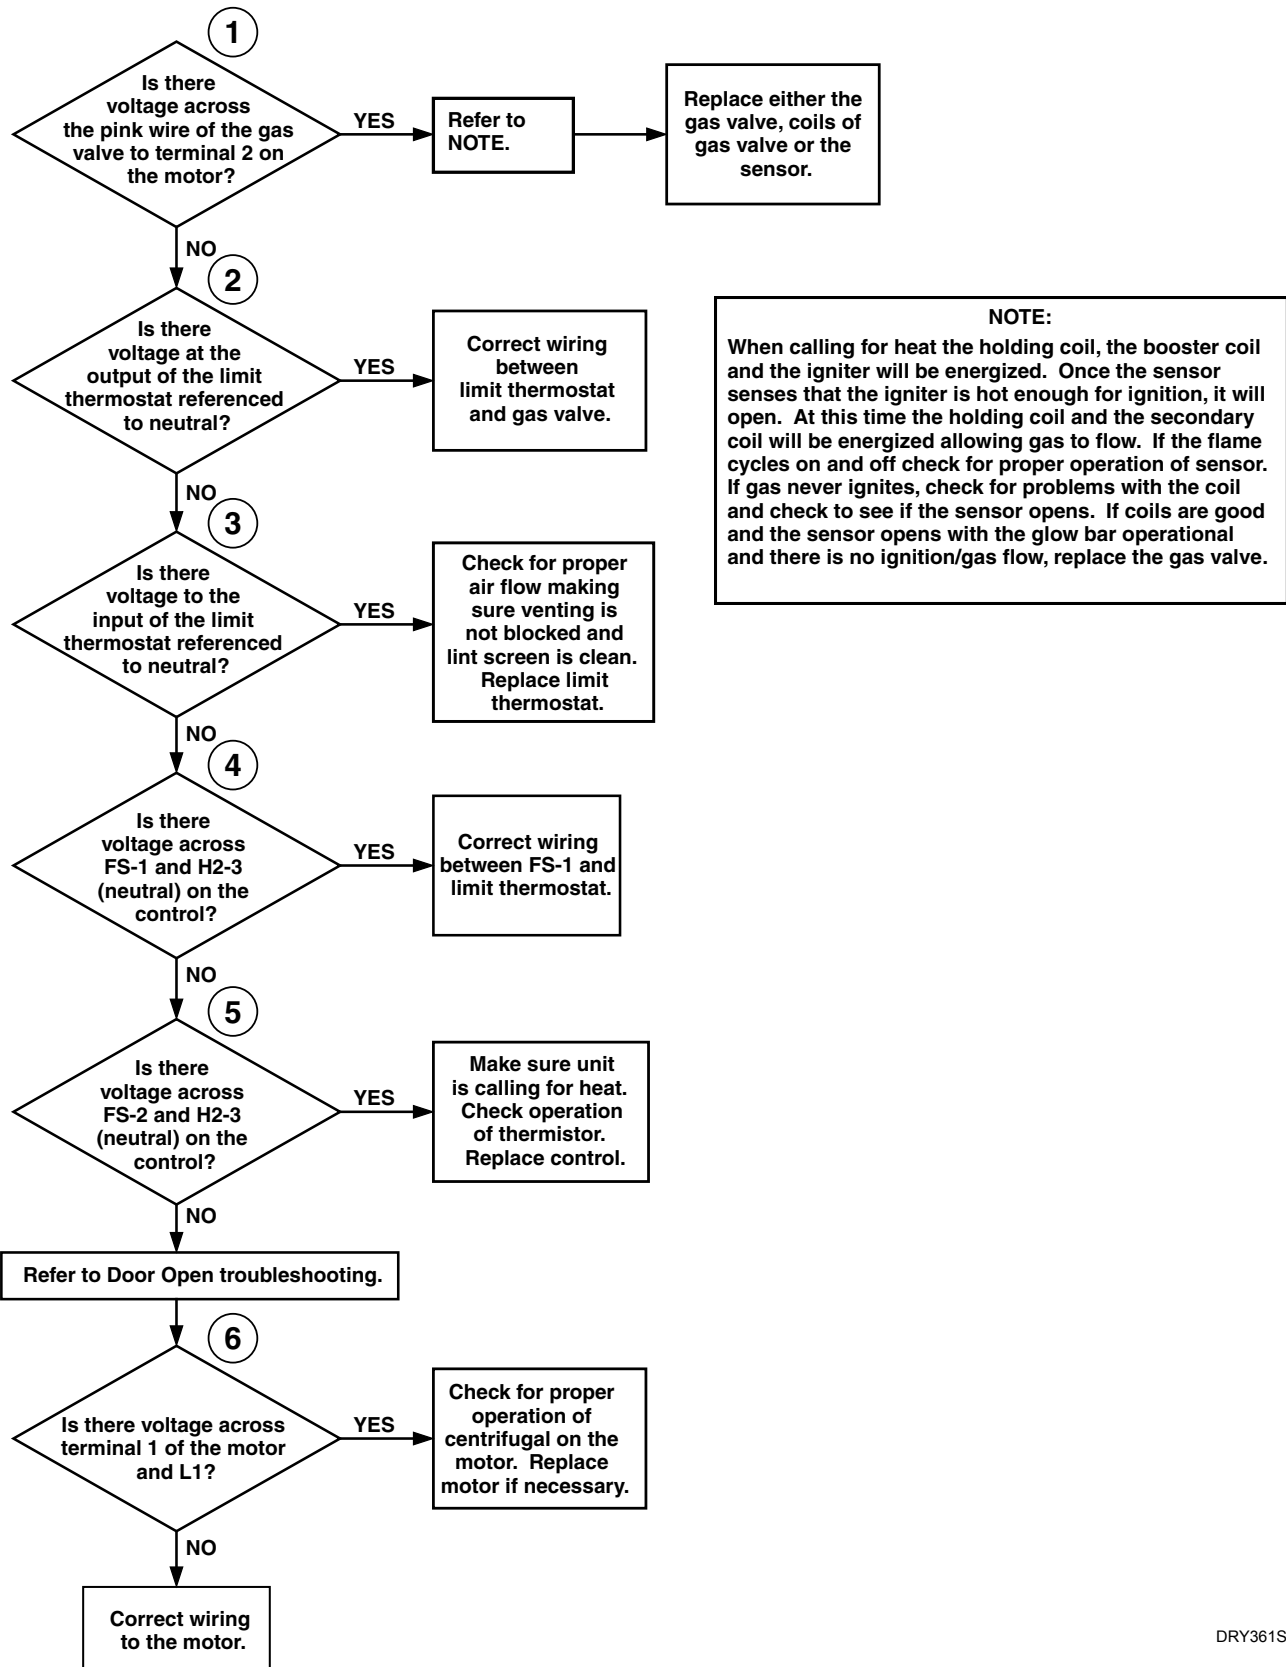 1
Is there
voltage across
the pink wire of the gas
valve to terminal 2 on
the motor?
YES
Refer to
NOTE.
Replace either the
gas valve, coils of
gas valve or the
sensor.
NO
2
Is there
voltage at the
output of the limit
thermostat referenced
to neutral?
YES
Correct wiring
between
limit thermostat
and gas valve.
NOTE:
When calling for heat the holding coil, the booster coil
and the igniter will be energized.  Once the sensor
senses that the igniter is hot enough for ignition, it will
open.  At this time the holding coil and the secondary
coil will be energized allowing gas to flow.  If the flame
cycles on and off check for proper operation of sensor.
If gas never ignites, check for problems with the coil
and check to see if the sensor opens.  If coils are good
and the sensor opens with the glow bar operational
and there is no ignition/gas flow, replace the gas valve.
NO
3
Is there
voltage to the
input of the limit
thermostat referenced
to neutral?
YES
Check for proper
air flow making
sure venting is
not blocked and
lint screen is clean.
Replace limit
thermostat.
NO
4
Is there
voltage across
FS-1 and H2-3
(neutral) on the
control?
YES
Correct wiring
between FS-1 and
limit thermostat.
NO
5
Is there
voltage across
FS-2 and H2-3
(neutral) on the
control?
YES
Make sure unit
is calling for heat.
Check operation
of thermistor.
Replace control.
NO
Refer to Door Open troubleshooting.
6
Is there voltage across
terminal 1 of the motor
and L1?
YES
Check for proper
operation of
centrifugal on the
motor.  Replace
motor if necessary.
NO
Correct wiring
to the motor.
DRY361S